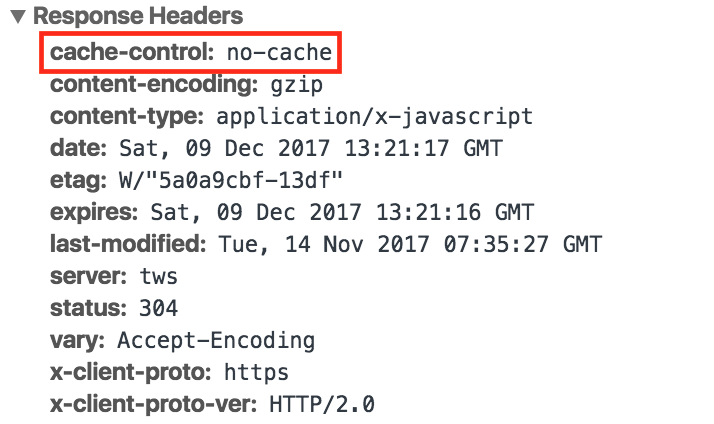 ▼ Response Headers
cache-control: no-cache
content-encoding: gzip
content-type: application/x-javascript
date: Sat, 09 Dec 2017 13:21:17 GMT
etag: W/"5a0a9cbf-13df"
expires: Sat, 09 Dec 2017 13:21:16 GMT
last-modified: Tue, 14 Nov 2017 07:35:27 GMT
server: tws
status: 304
vary: Accept-Encoding
x-client-proto: https
x-client-proto-ver: HTTP/2.0